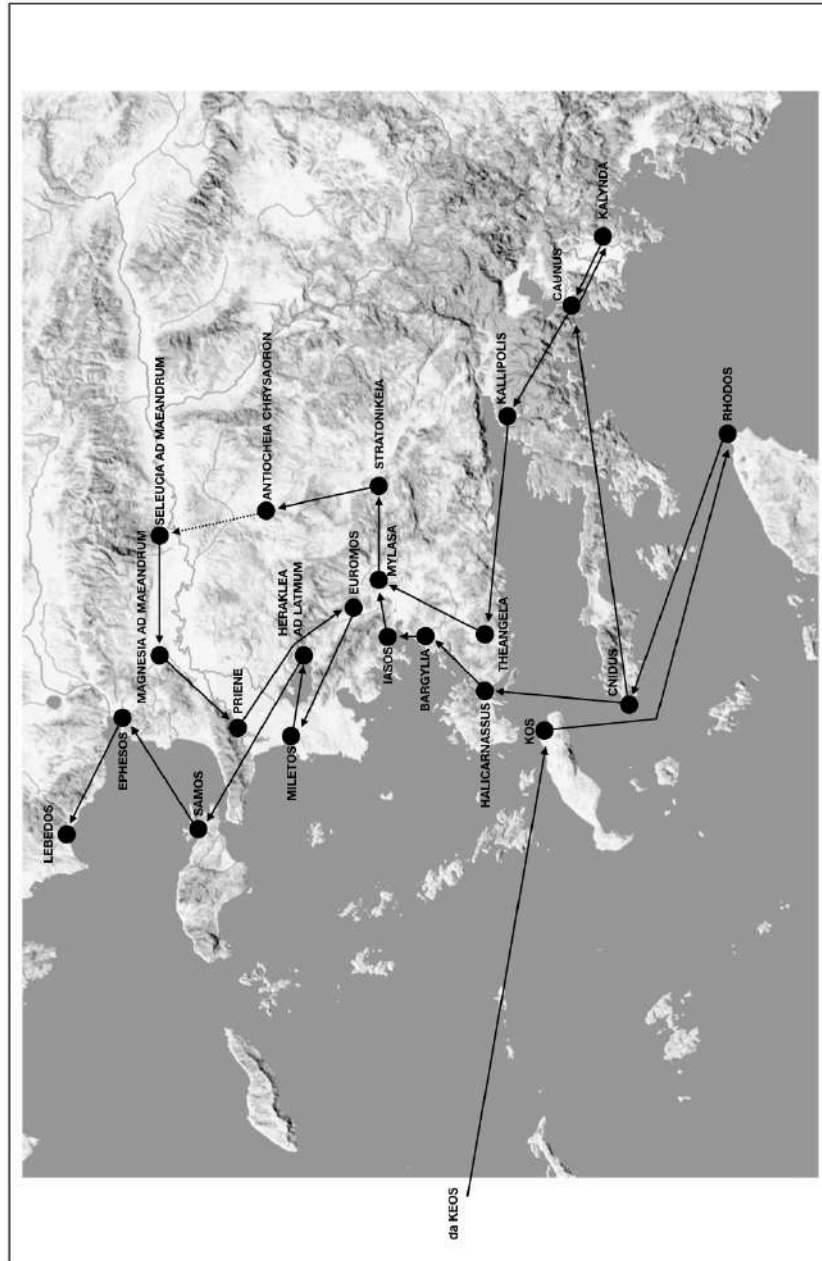 LEBEDOS
EPHESOS
SAMOS
MAGNESIA AD MAEANDRUM
SELEUCIA AD MAEANDRUM
PRIENE
ANTIOCHEIA CHRYSAORON
MILETOS
HERAKLEA
AD LATMUM
EUROMOS
STRATONIKEIA
MYLASA
IASOS
BARGYLIA
THEANGELA
HALICARNASSUS
KALLIPOLIS
KOS
CNIDUS
CAUNUS
KALYNDA
RHODOS
da KEOS